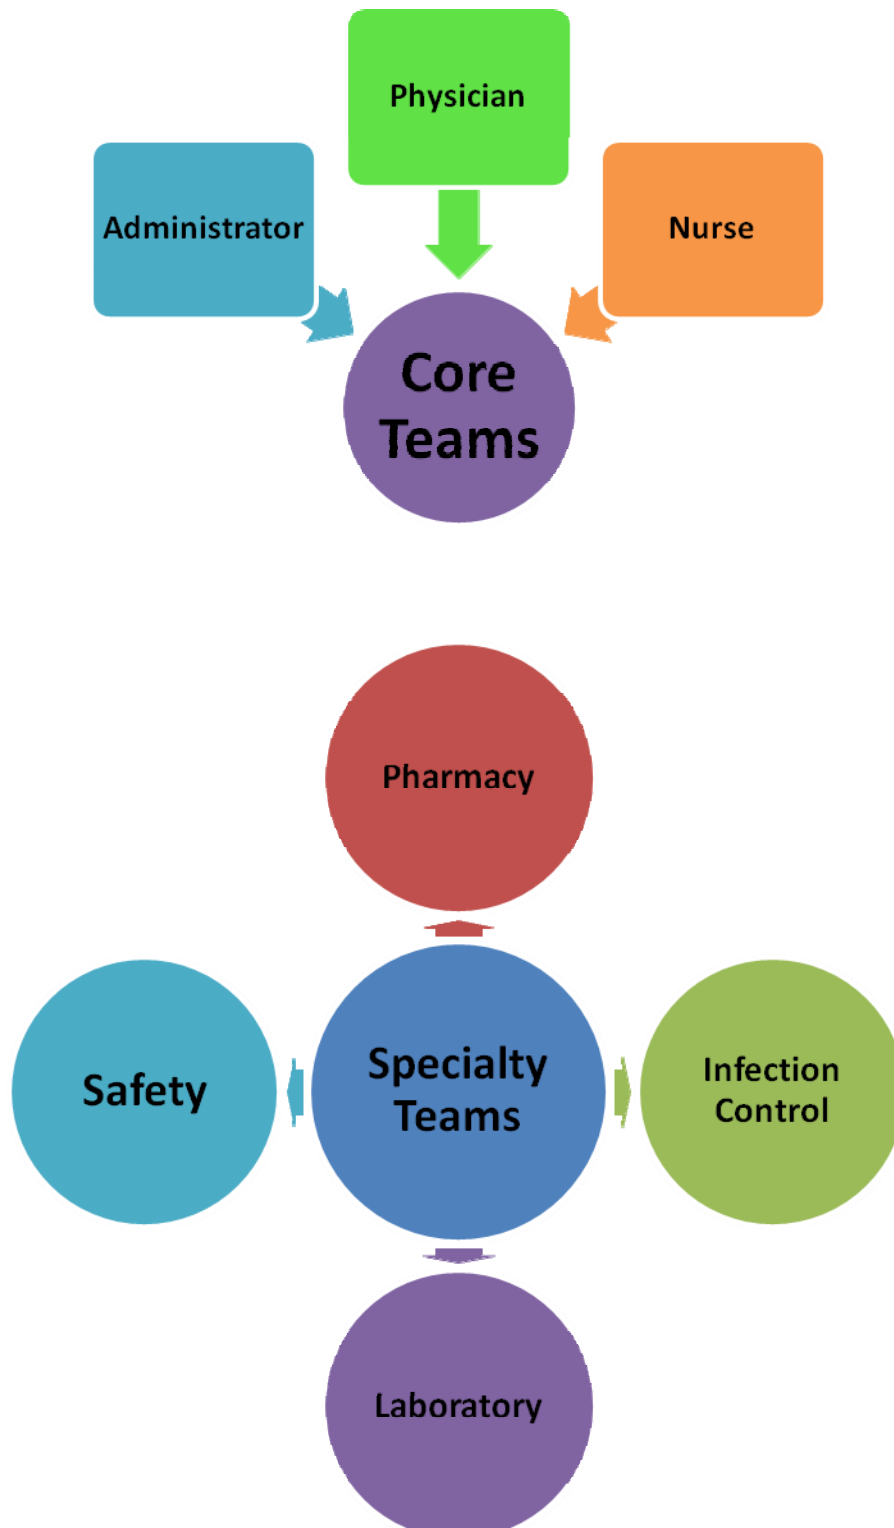 Physician
Administrator
Nurse
Core
Teams
Pharmacy
Safety
Specialty
Teams
Infection
Control
Laboratory